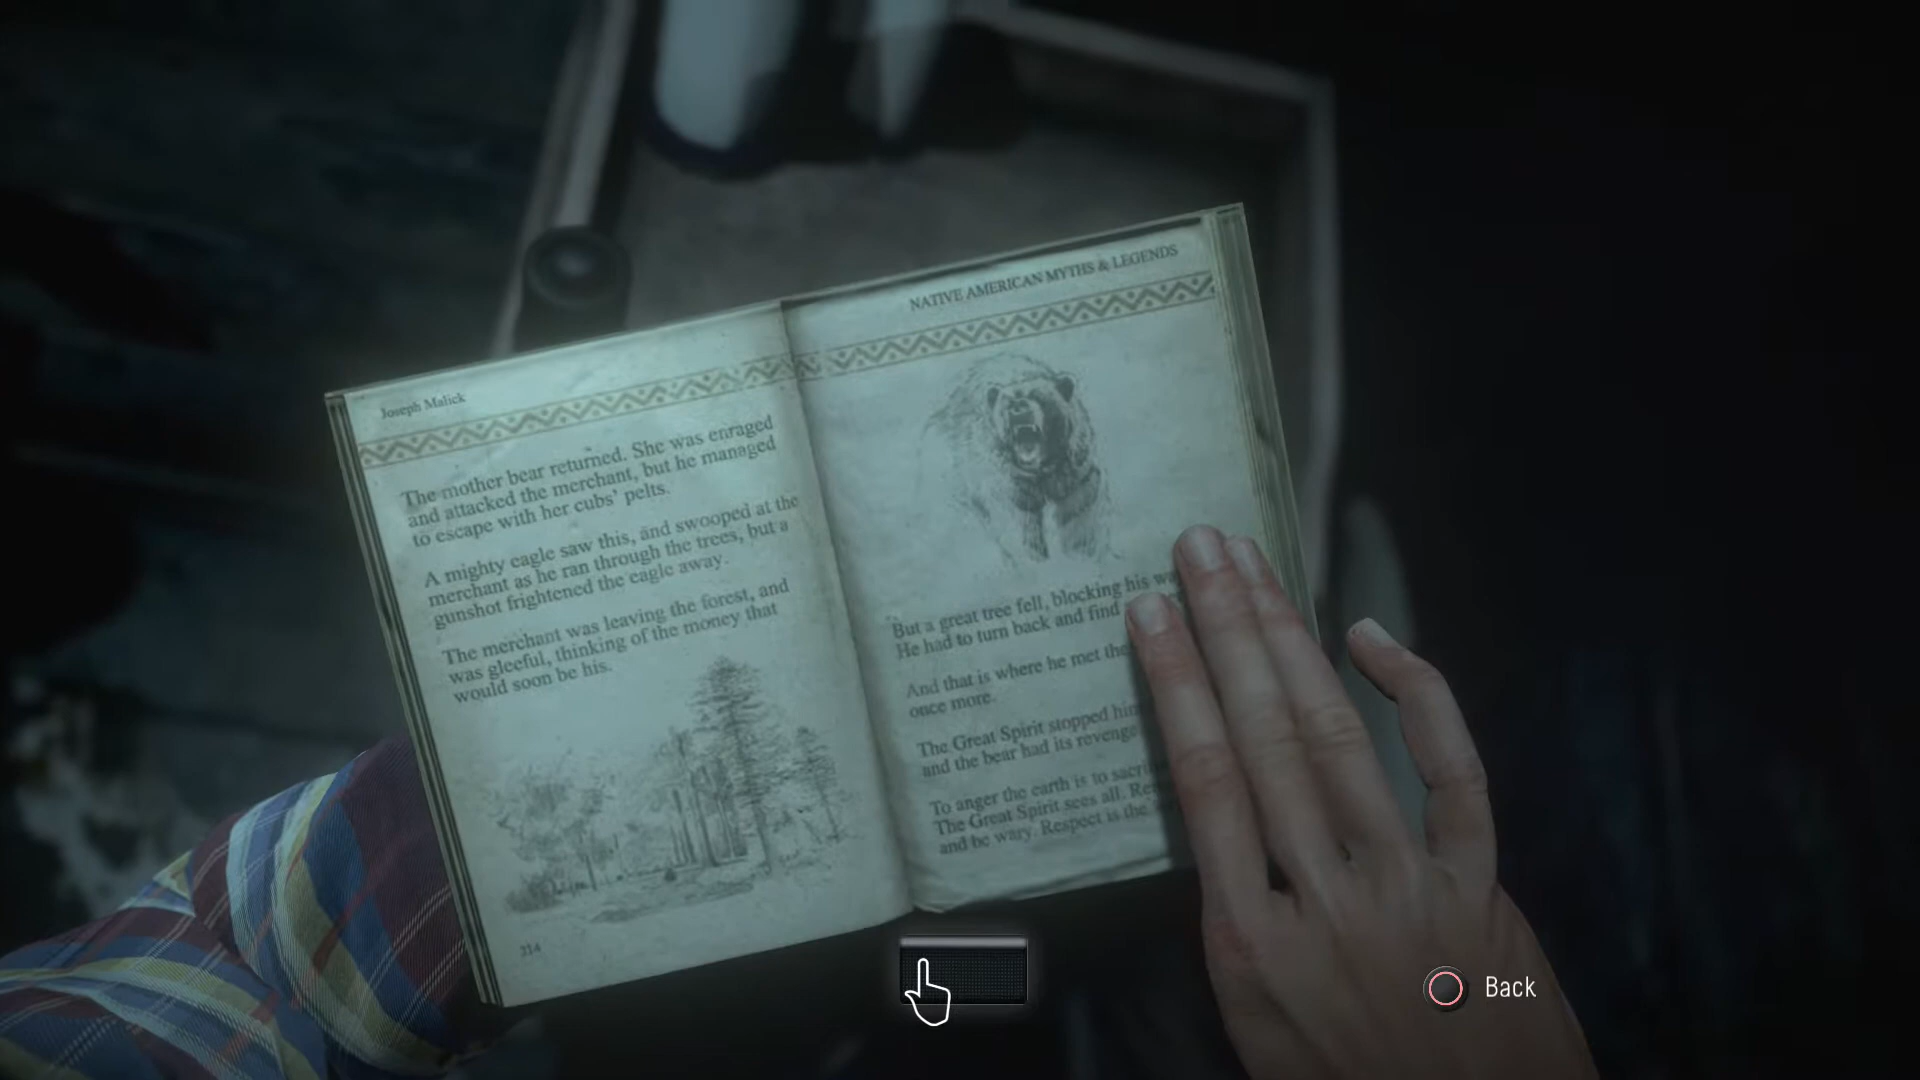 Joseph Malick
The mother bear returned. She was enraged
and attacked the merchant, but he managed
to escape with her cubs' pelts.
A mighty eagle saw this, and swooped at the
merchant as he ran through the trees, but a
gunshot frightened the eagle away.
The merchant was leaving the forest, and
was gleeful, thinking of the money that
would soon be his.
314
NATIVE AMERICAN MYTHS & LEGENDS
But a great tree fell, blocking his
He had to turn back and find
And that is where he met the
once more.
The Great Spirit stopped him
and the bear had its revenge
To anger the earth is to
The Great Spirit sees all.
and be wary. Respect is the
Back